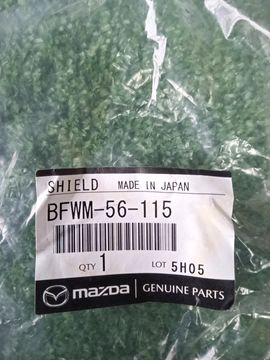 SHIELD MADE IN JAPAN
BFWM-56-115
QTY 1 LOT 5H05
mazda GENUINE PARTS